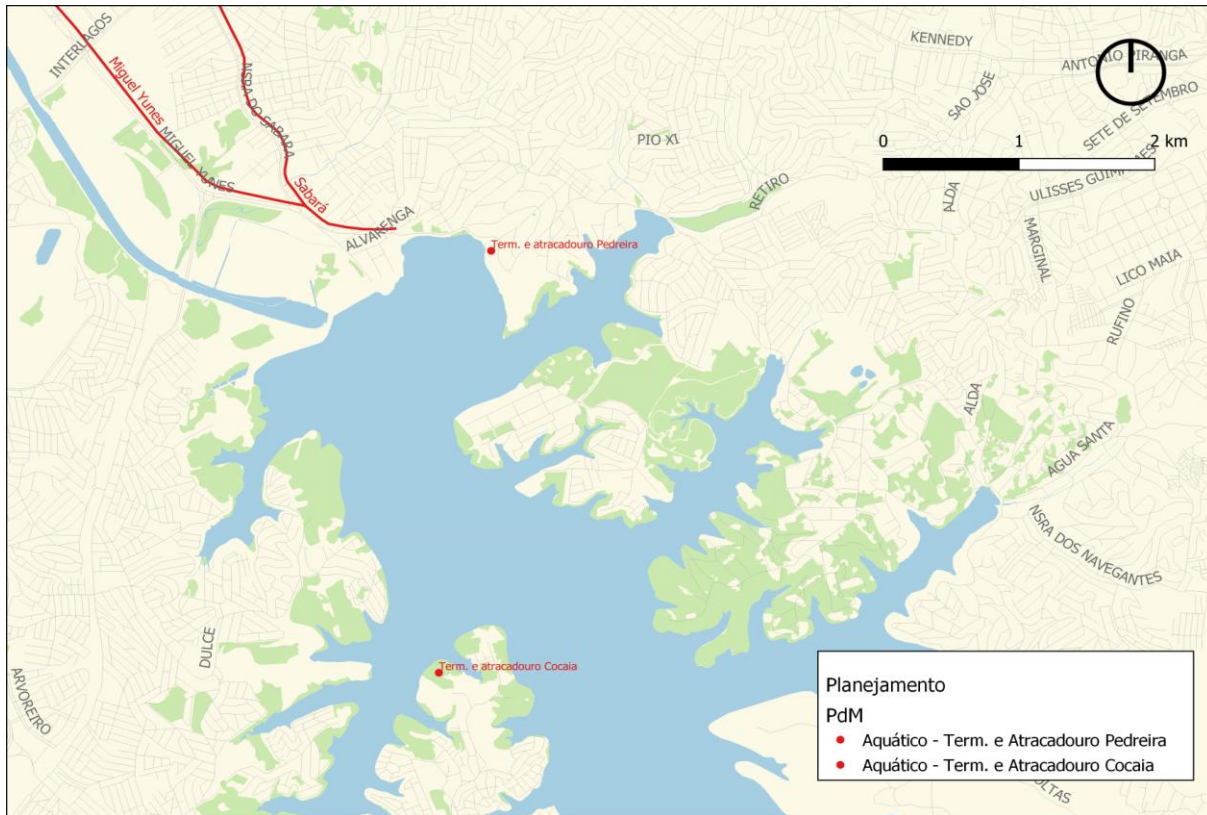 INTERLAGOS
Miguel Yunes
MIGUEL YUNES
NSRA DO SABARA
Sabará
ALVARENGA
Term. e atracadouro Pedreira
PIO XI
RETIRO
KENNEDY
ANTONIO PIRANGA
SAO JOSE
SETE DE SETEMBRO
0 1 2 km
ULISSES GUIMARAES
ALDA
MARGINAL
LICO MAIA
RUFINO
ALDA
AGUA SANTA
NSRA DOS NAVEGANTES
DULCE
ARVOREIRO
Term. e atracadouro Cocaia
Planejamento
PdM
Aquático - Term. e Atracadouro Pedreira
Aquático - Term. e Atracadouro Cocaia
OLTAS